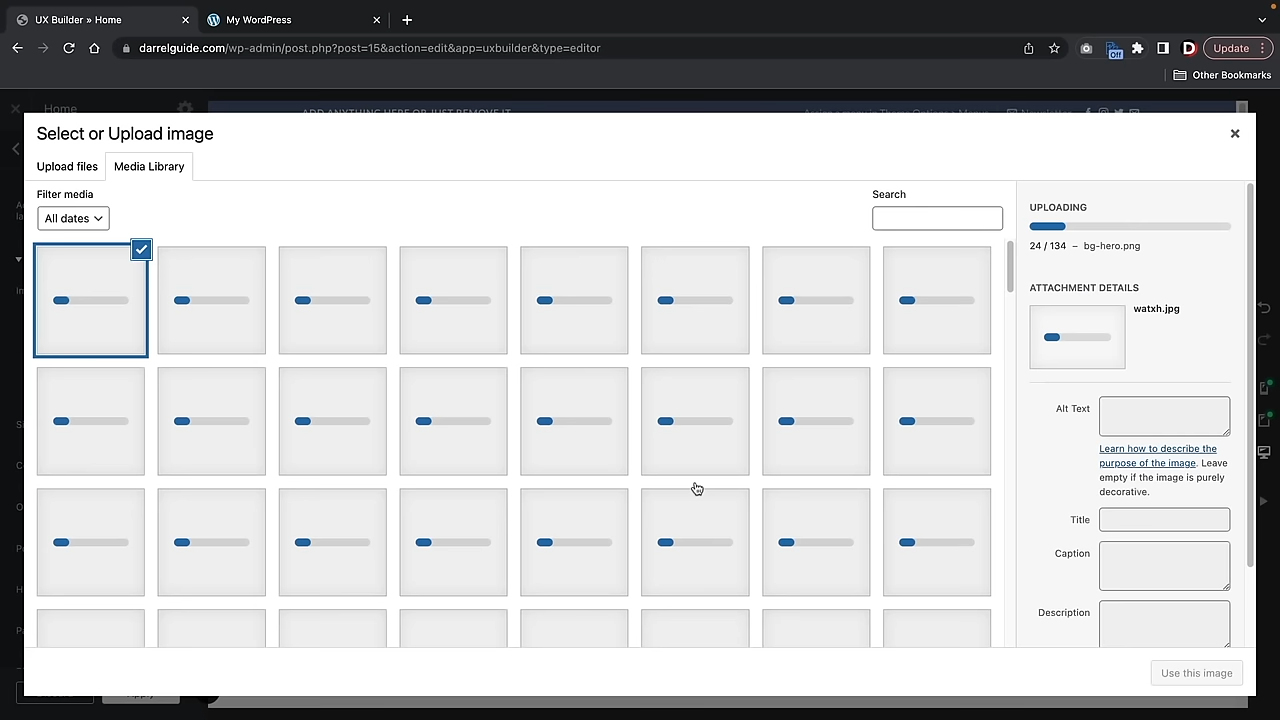 UX Builder » Home
My WordPress
darrelguide.com/wp-admin/post.php?post=15&action=edit&app=uxbuilder&type=editor
Off
D
Update
Other Bookmarks
Home
ADD ANYTHING HERE OR JUST REMOVE IT
Newsletter
Select or Upload image
Upload files
Media Library
Filter media
All dates
Search
UPLOADING
24 / 134 – bg-hero.png
ATTACHMENT DETAILS
watxh.jpg
Alt Text
Learn how to describe the
purpose of the image. Leave
empty if the image is purely
decorative.
Title
Caption
Description
Use this image
Apply